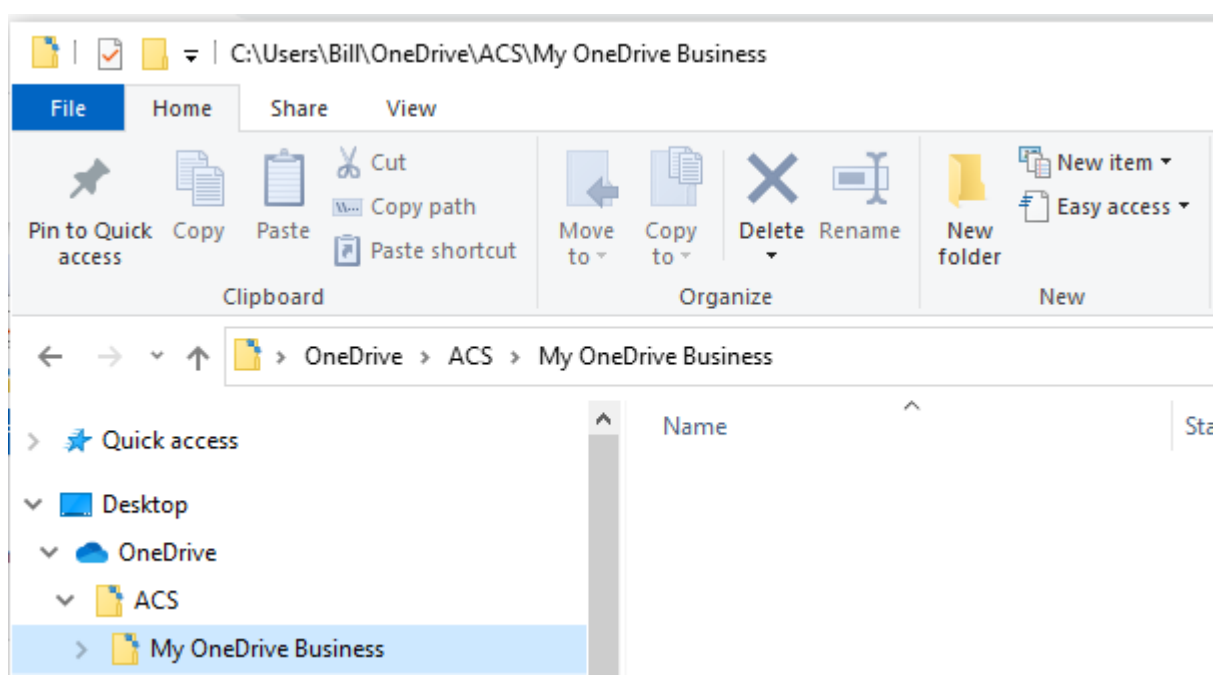 C:\Users\Bill\OneDrive\ACS\My OneDrive Business
File Home Share View
Pin to Quick access
Copy
Paste
Cut
Copy path
Paste shortcut
Clipboard
Move to
Copy to
Delete
Rename
Organize
New folder
New item
Easy access
New
OneDrive > ACS > My OneDrive Business
Quick access
Desktop
OneDrive
ACS
My OneDrive Business
Name